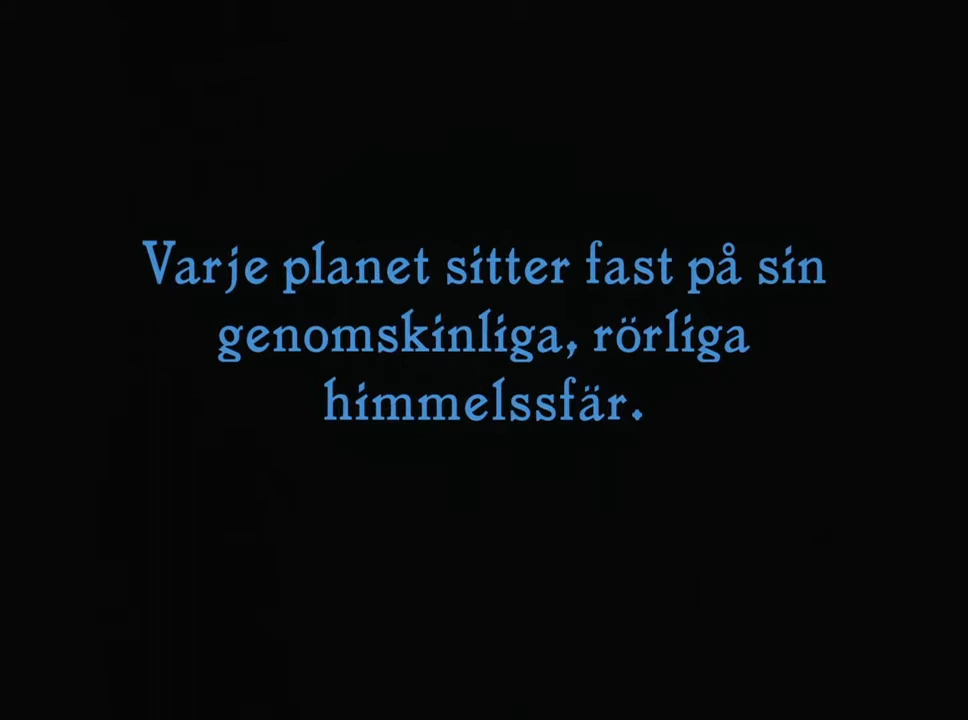 Varje planet sitter fast på sin
genomskinliga, rörliga
himmelssfär.